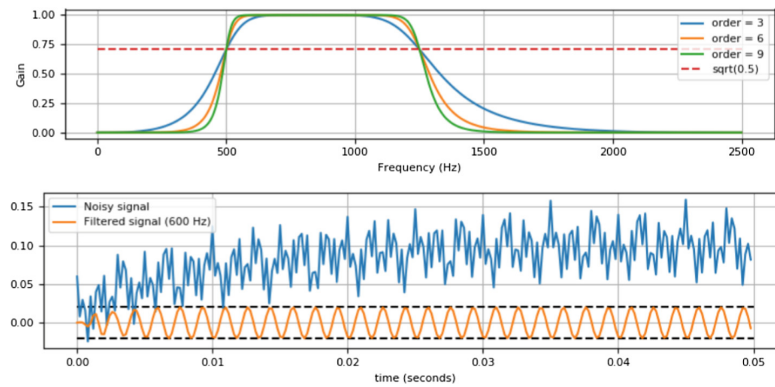 1.00
0.75
0.50
0.25
0.00
Gain
order = 3
order = 6
order = 9
sqrt(0.5)
0 500 1000 1500 2000 2500
Frequency (Hz)
0.15
0.10
0.05
0.00
Noisy signal
Filtered signal (600 Hz)
0.00 0.01 0.02 0.03 0.04 0.05
time (seconds)